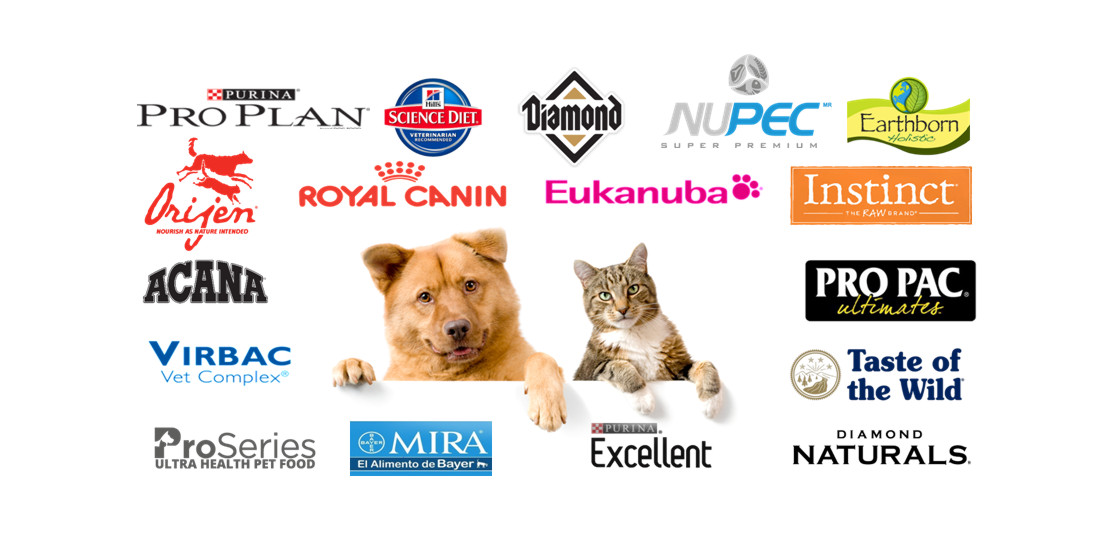 PURINA®
PRO PLAN®
Hill's
SCIENCE DIET.
VETERINARIAN
RECOMMENDED
Diamond
NUPEC MR
SUPER PREMIUM
Earthborn
Holistic
Orijen®
NOURISH AS NATURE INTENDED
ROYAL CANIN
Eukanuba
Instinct®
THE RAW BRAND®
ACANA
PRO PAC®
ultimates™
VIRBAC
Vet Complex®
Taste of
the Wild®
ProSeries
ULTRA HEALTH PET FOOD
BAYER
BAYER
MIRA®
El Alimento de Bayer
PURINA®
Excellent
DIAMOND
NATURALS®